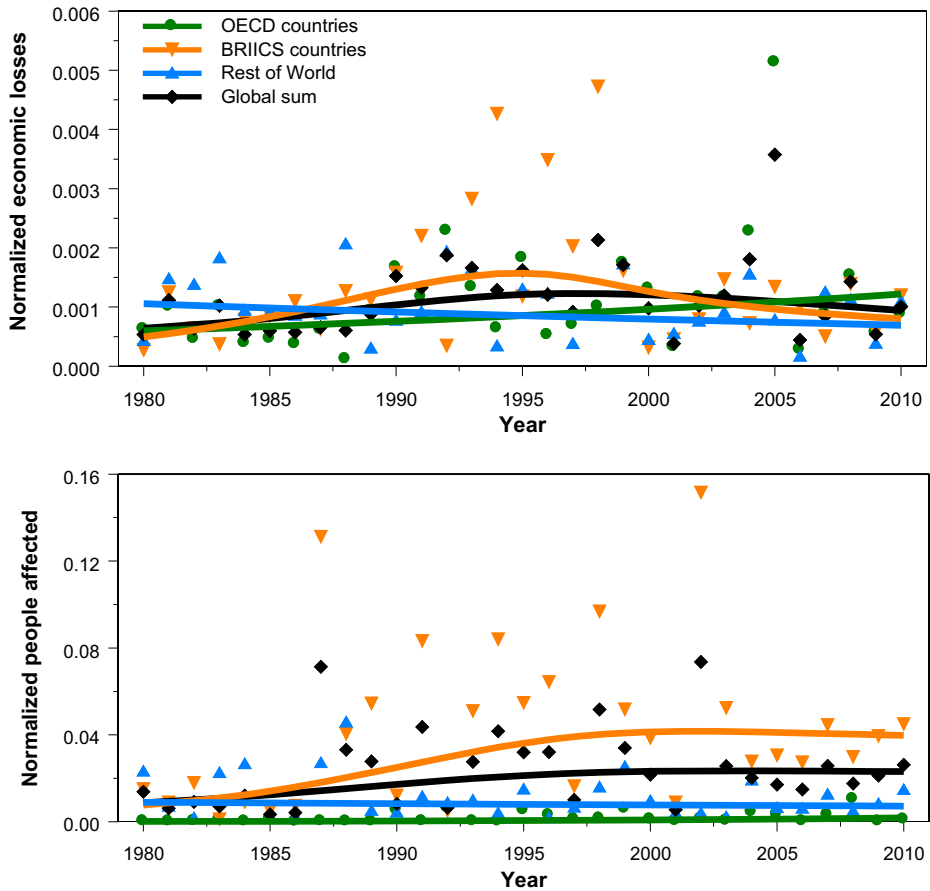 Normalized economic losses
0.006
0.005
0.004
0.003
0.002
0.001
0.000
OECD countries
BRIICS countries
Rest of World
Global sum
1980 1985 1990 1995 2000 2005 2010
Year
Normalized people affected
0.16
0.12
0.08
0.04
0.00
1980 1985 1990 1995 2000 2005 2010
Year